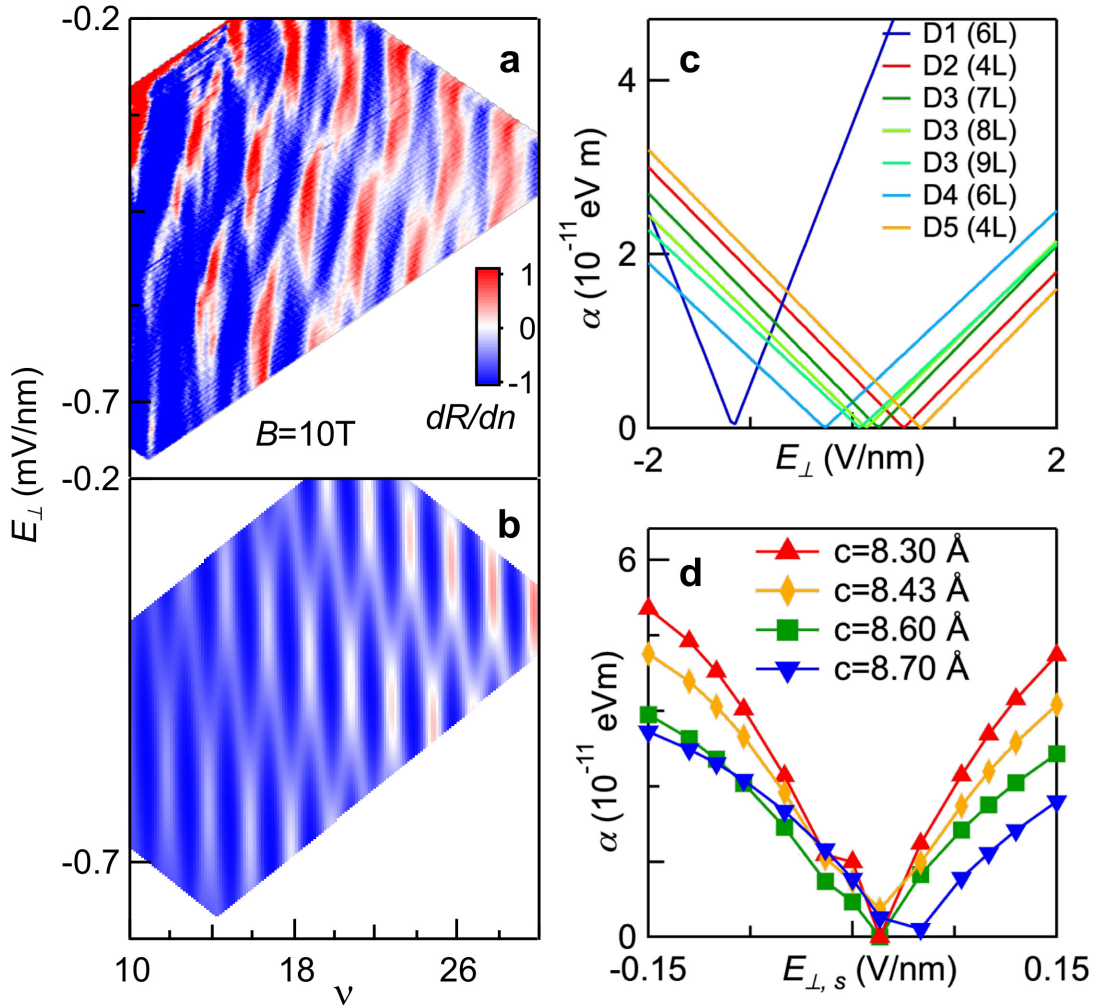 -0.2
a
1
0
-1
dR/dn
B=10T
-0.7
E⊥ (mV/nm)
-0.2
b
-0.7
10
18
26
ν
c
D1 (6L)
D2 (4L)
D3 (7L)
D3 (8L)
D3 (9L)
D4 (6L)
D5 (4L)
4
2
0
α (10⁻¹¹ eV m)
-2
E⊥ (V/nm)
2
d
c=8.30 Å
c=8.43 Å
c=8.60 Å
c=8.70 Å
6
0
α (10⁻¹¹ eVm)
-0.15
E⊥, s (V/nm)
0.15